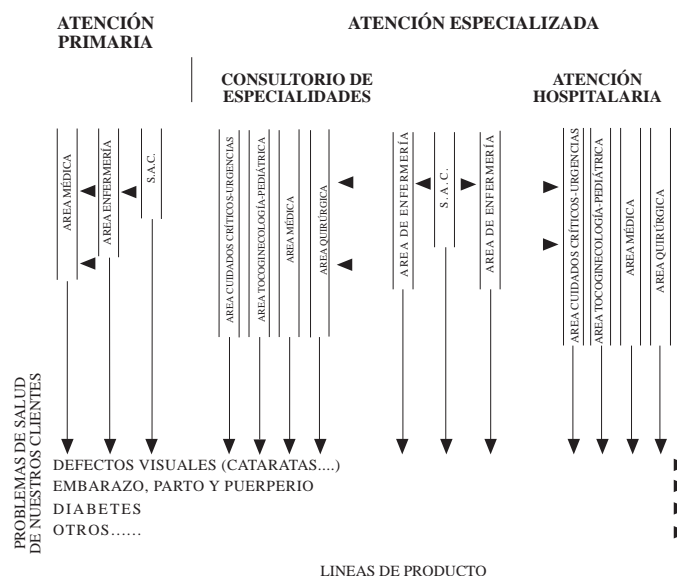 ATENCIÓN
PRIMARIA
ATENCIÓN ESPECIALIZADA
CONSULTORIO DE
ESPECIALIDADES
ATENCIÓN
HOSPITALARIA
AREA MÉDICA
AREA ENFERMERÍA
S.A.C.
AREA CUIDADOS CRÍTICOS-URGENCIAS
AREA TOCOGINECOLOGÍA-PEDIÁTRICA
AREA MÉDICA
AREA QUIRÚRGICA
AREA DE ENFERMERÍA
S. A. C.
AREA DE ENFERMERÍA
AREA CUIDADOS CRÍTICOS-URGENCIAS
AREA TOCOGINECOLOGÍA-PEDIÁTRICA
AREA MÉDICA
AREA QUIRÚRGICA
PROBLEMAS DE SALUD
DE NUESTROS CLIENTES
DEFECTOS VISUALES (CATARATAS....)
EMBARAZO, PARTO Y PUERPERIO
DIABETES
OTROS......
LINEAS DE PRODUCTO